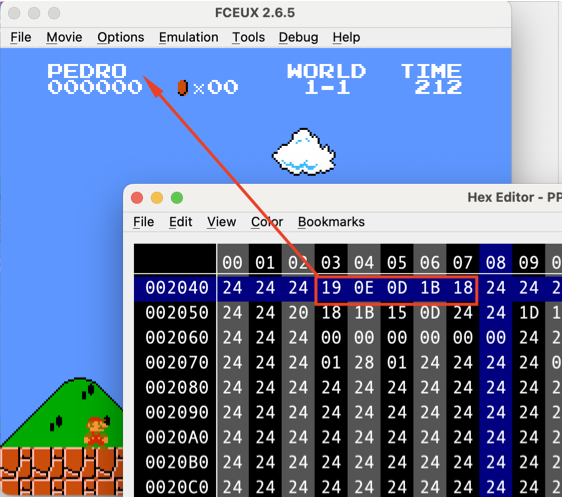 FCEUX 2.6.5
File Movie Options Emulation Tools Debug Help
PEDRO WORLD TIME
000000 ×00 1-1 212
Hex Editor - PP
File Edit View Color Bookmarks
00 01 02 03 04 05 06 07 08 09 0
002040 24 24 24 19 0E 0D 1B 18 24 24 2
002050 24 24 20 18 1B 15 0D 24 24 1D 1
002060 24 24 24 00 00 00 00 00 00 24 2
002070 24 24 24 01 28 01 24 24 24 24 0
002080 24 24 24 24 24 24 24 24 24 24 2
002090 24 24 24 24 24 24 24 24 24 24 2
0020A0 24 24 24 24 24 24 24 24 24 24 2
0020B0 24 24 24 24 24 24 24 24 24 24 2
0020C0 24 24 24 24 24 24 24 24 24 24 2